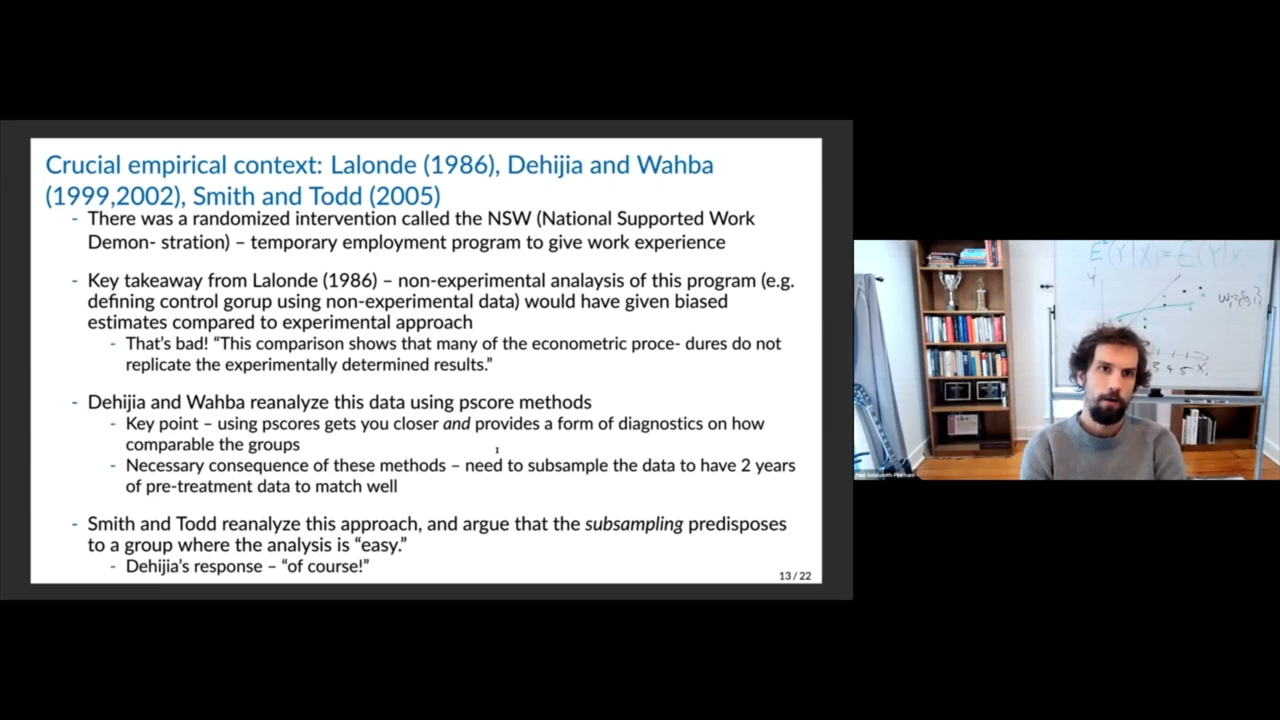 Crucial empirical context: Lalonde (1986), Dehijia and Wahba
(1999,2002), Smith and Todd (2005)
- There was a randomized intervention called the NSW (National Supported Work
Demon- stration) – temporary employment program to give work experience
- Key takeaway from Lalonde (1986) – non-experimental analaysis of this program (e.g.
defining control gorup using non-experimental data) would have given biased
estimates compared to experimental approach
- That's bad! “This comparison shows that many of the econometric proce- dures do not
replicate the experimentally determined results.”
- Dehijia and Wahba reanalyze this data using pscore methods
- Key point – using pscores gets you closer and provides a form of diagnostics on how
comparable the groups
- Necessary consequence of these methods – need to subsample the data to have 2 years
of pre-treatment data to match well
- Smith and Todd reanalyze this approach, and argue that the subsampling predisposes
to a group where the analysis is “easy.”
- Dehijia's response – “of course!”
13 / 22
Paul Goldsmith-Pinkham